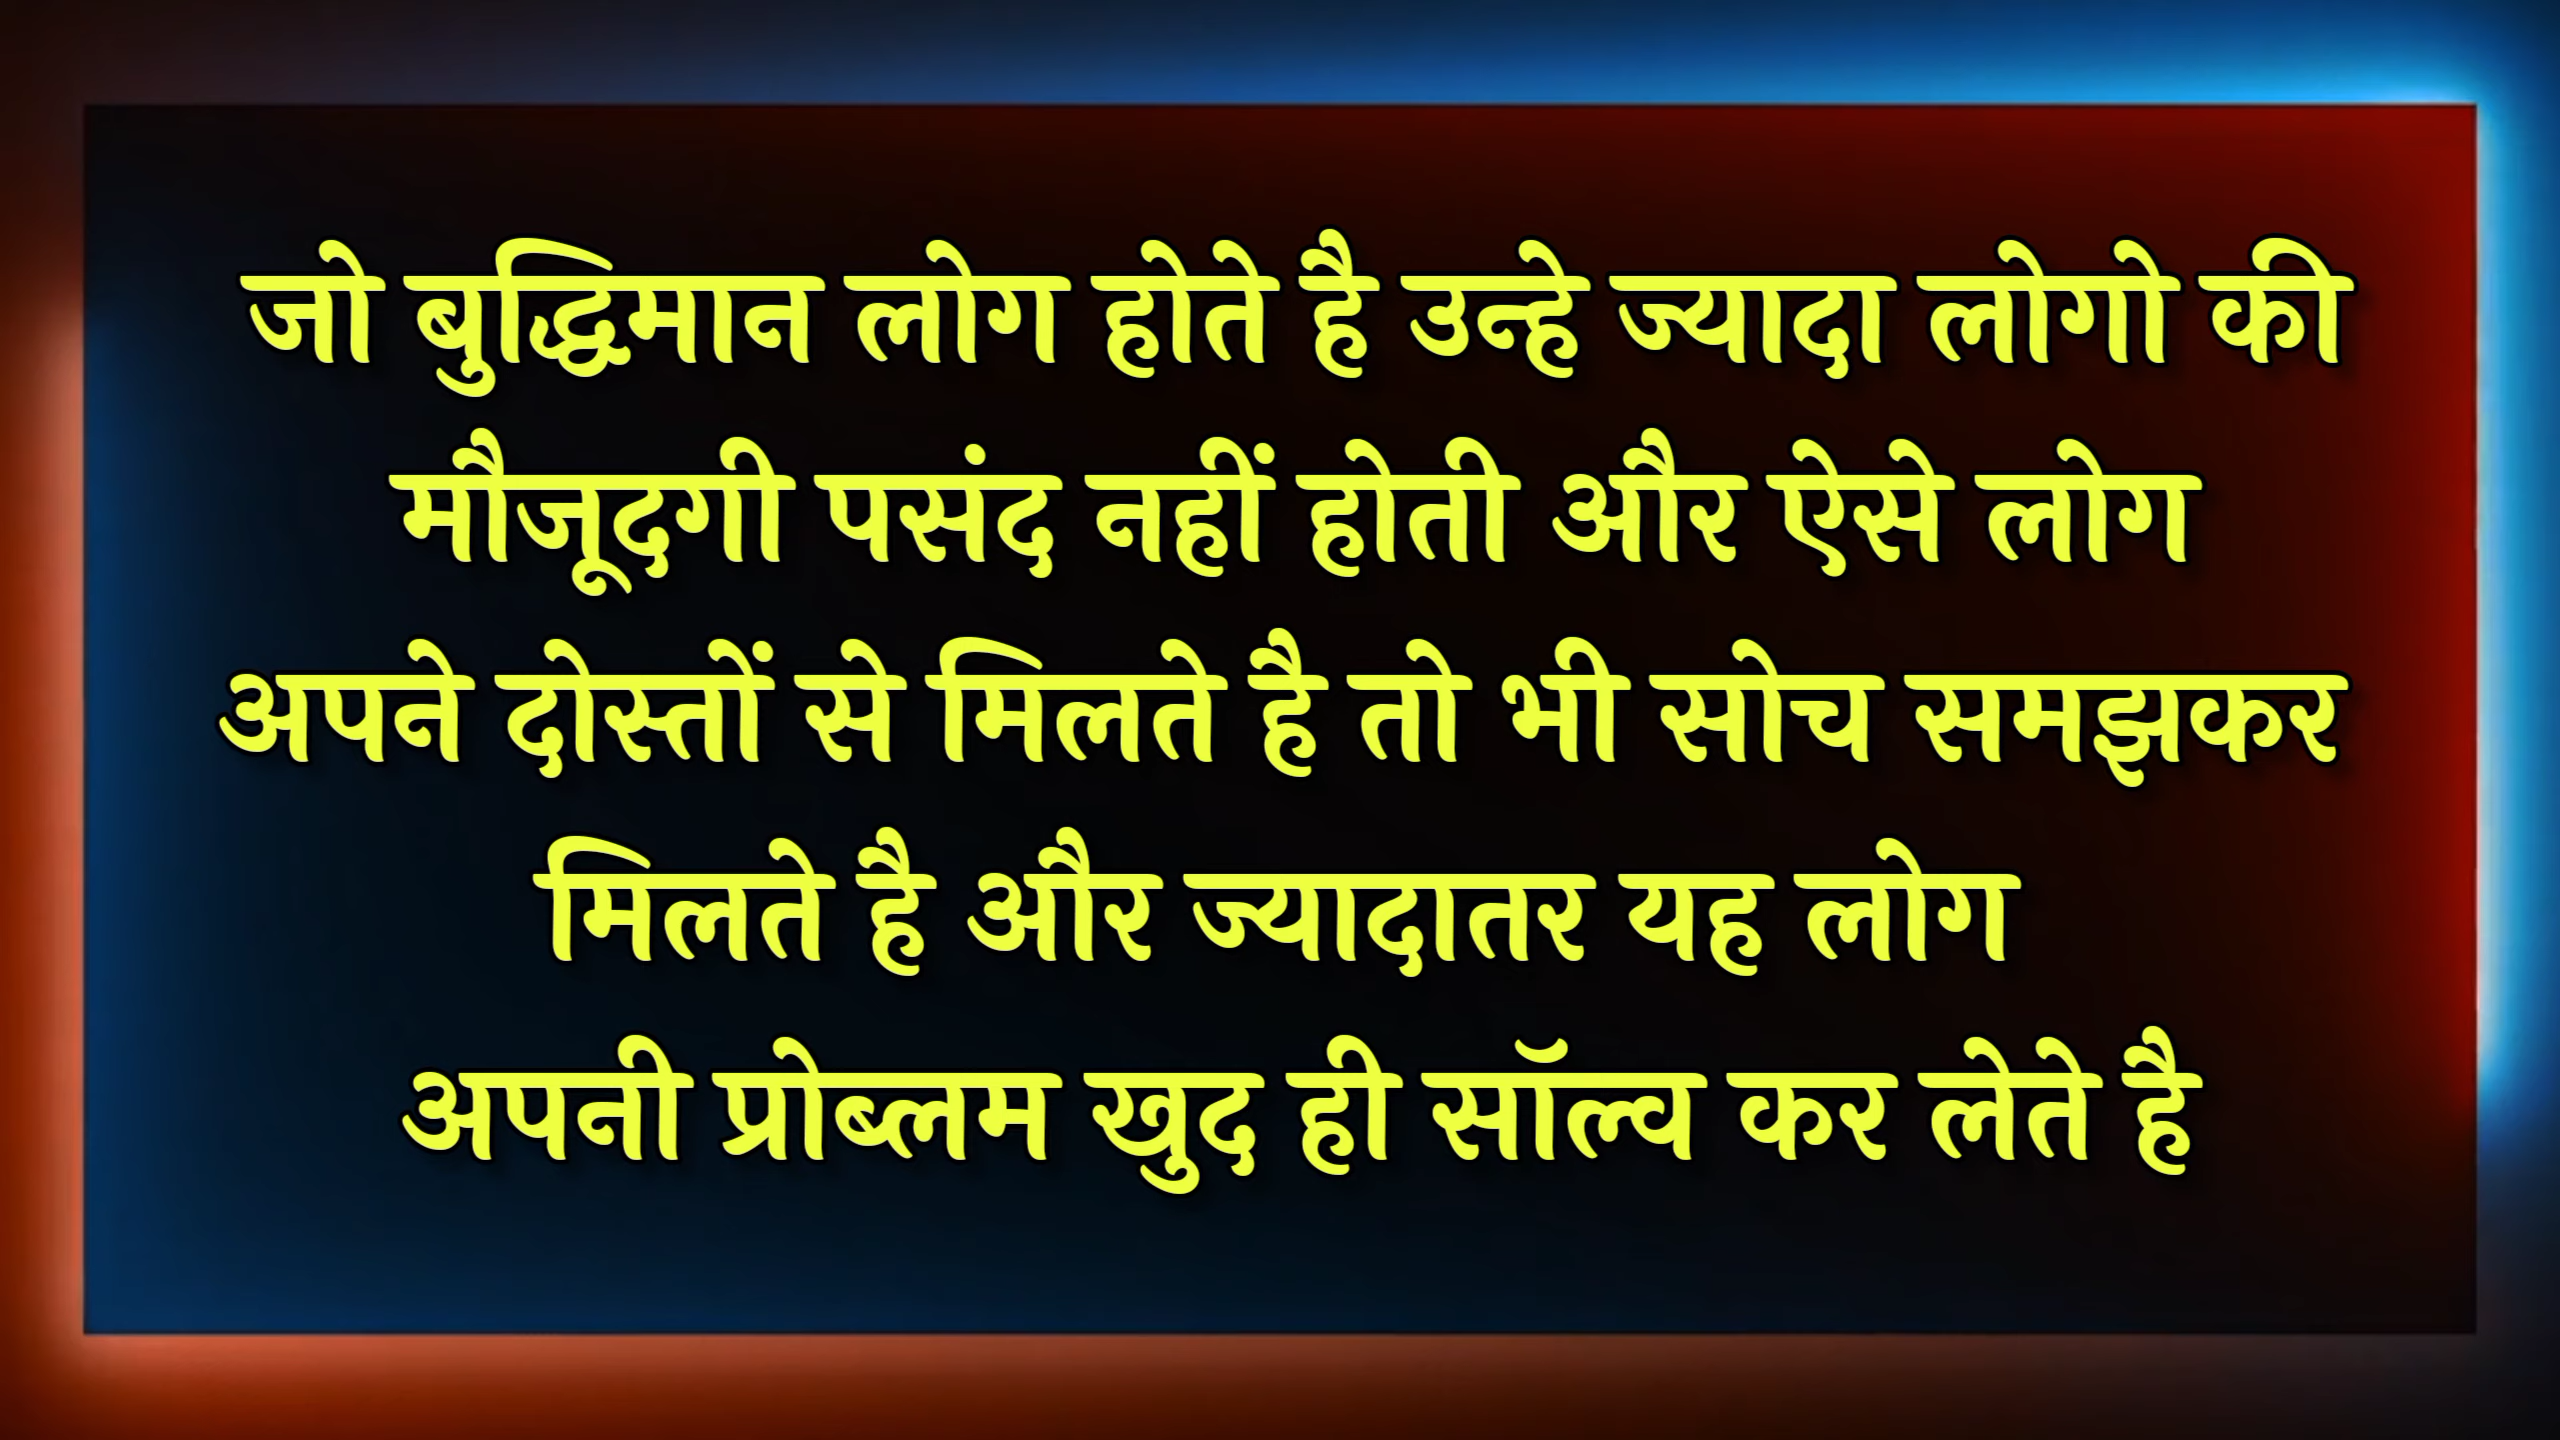 जो बुद्धिमान लोग होते है उन्हे ज्यादा लोगो की
मौजूदगी पसंद नहीं होती और ऐसे लोग
अपने दोस्तों से मिलते है तो भी सोच समझकर
मिलते है और ज्यादातर यह लोग
अपनी प्रोब्लम खुद ही सॉल्व कर लेते है